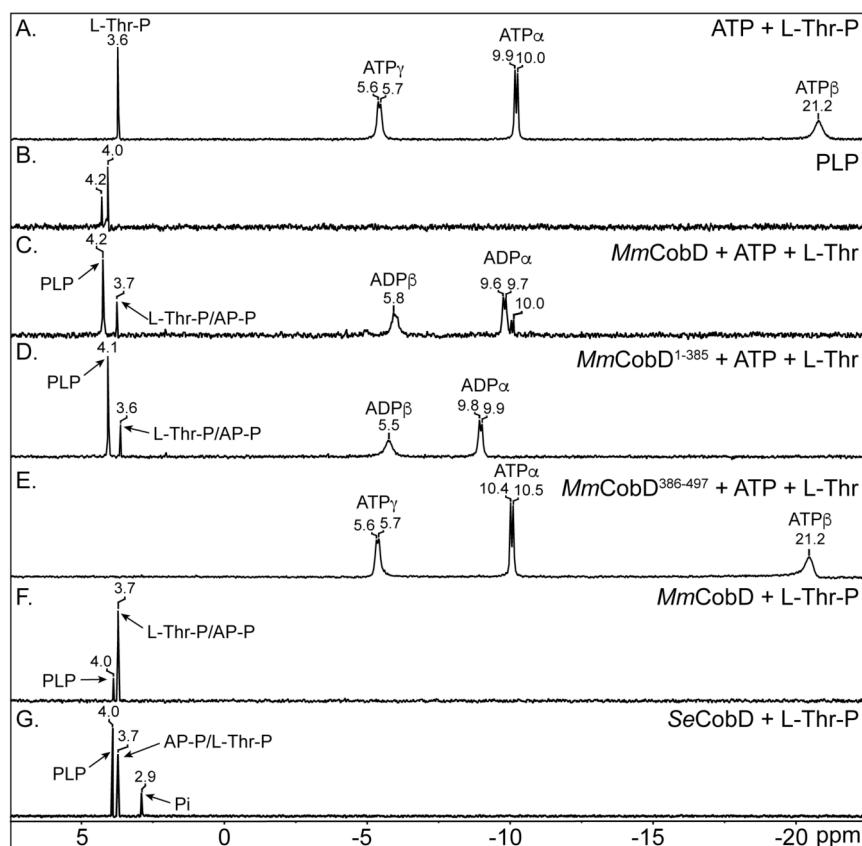 A.
L-Thr-P
3.6
ATPγ
5.6 5.7
ATPα
9.9 10.0
ATP + L-Thr-P
ATPβ
21.2
B.
4.2
4.0
PLP
C.
4.2
PLP
3.7
L-Thr-P/AP-P
ADPβ
5.8
ADPα
9.6 9.7
10.0
MmCobD + ATP + L-Thr
D.
4.1
PLP
3.6
L-Thr-P/AP-P
ADPβ
5.5
ADPα
9.8 9.9
MmCobD¹⁻³⁸⁵ + ATP + L-Thr
E.
ATPγ
5.6 5.7
ATPα
10.4 10.5
MmCobD³⁸⁶⁻⁴⁹⁷ + ATP + L-Thr
ATPβ
21.2
F.
3.7
L-Thr-P/AP-P
4.0
PLP
MmCobD + L-Thr-P
G.
4.0
PLP
3.7
AP-P/L-Thr-P
2.9
Pi
SeCobD + L-Thr-P
5 0 -5 -10 -15 -20 ppm